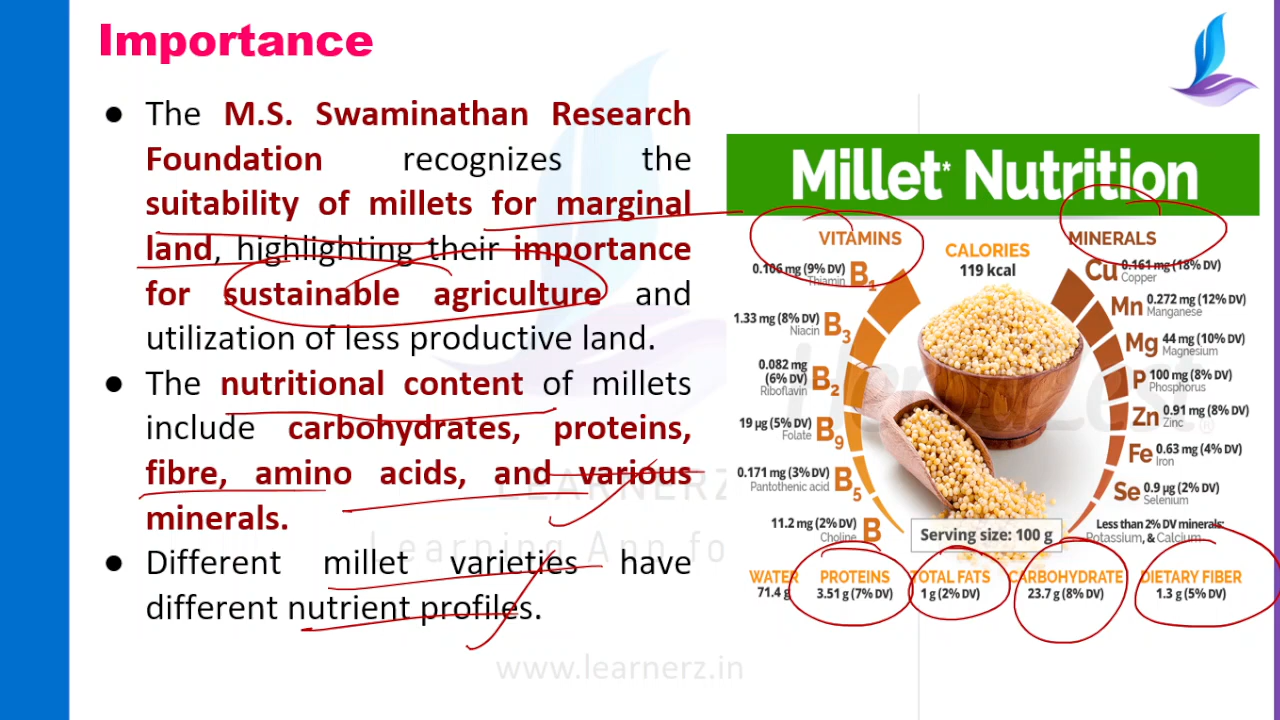 Importance
● The M.S. Swaminathan Research
Foundation recognizes the
suitability of millets for marginal
land, highlighting their importance
for sustainable agriculture and
utilization of less productive land.
● The nutritional content of millets
include carbohydrates, proteins,
fibre, amino acids, and various
minerals.
● Different millet varieties have
different nutrient profiles.
Millet* Nutrition
VITAMINS
0.106 mg (9% DV)
Thiamin
B1
1.33 mg (8% DV)
Niacin
B3
0.082 mg
(6% DV)
Riboflavin
B2
19 µg (5% DV)
Folate
B9
0.171 mg (3% DV)
Pantothenic acid
B5
11.2 mg (2% DV)
Choline
B
CALORIES
119 kcal
MINERALS
Cu 0.161 mg (18% DV)
Copper
Mn 0.272 mg (12% DV)
Manganese
Mg 44 mg (10% DV)
Magnesium
P 100 mg (8% DV)
Phosphorus
Zn 0.91 mg (8% DV)
Zinc
Fe 0.63 mg (4% DV)
Iron
Se 0.9 µg (2% DV)
Selenium
Less than 2% DV minerals:
Potassium, & Calcium
Serving size: 100 g
WATER
71.4 g
PROTEINS
3.51 g (7% DV)
TOTAL FATS
1 g (2% DV)
CARBOHYDRATE
23.7 g (8% DV)
DIETARY FIBER
1.3 g (5% DV)
LEARNERZ
Learning App fo
www.learnerz.in